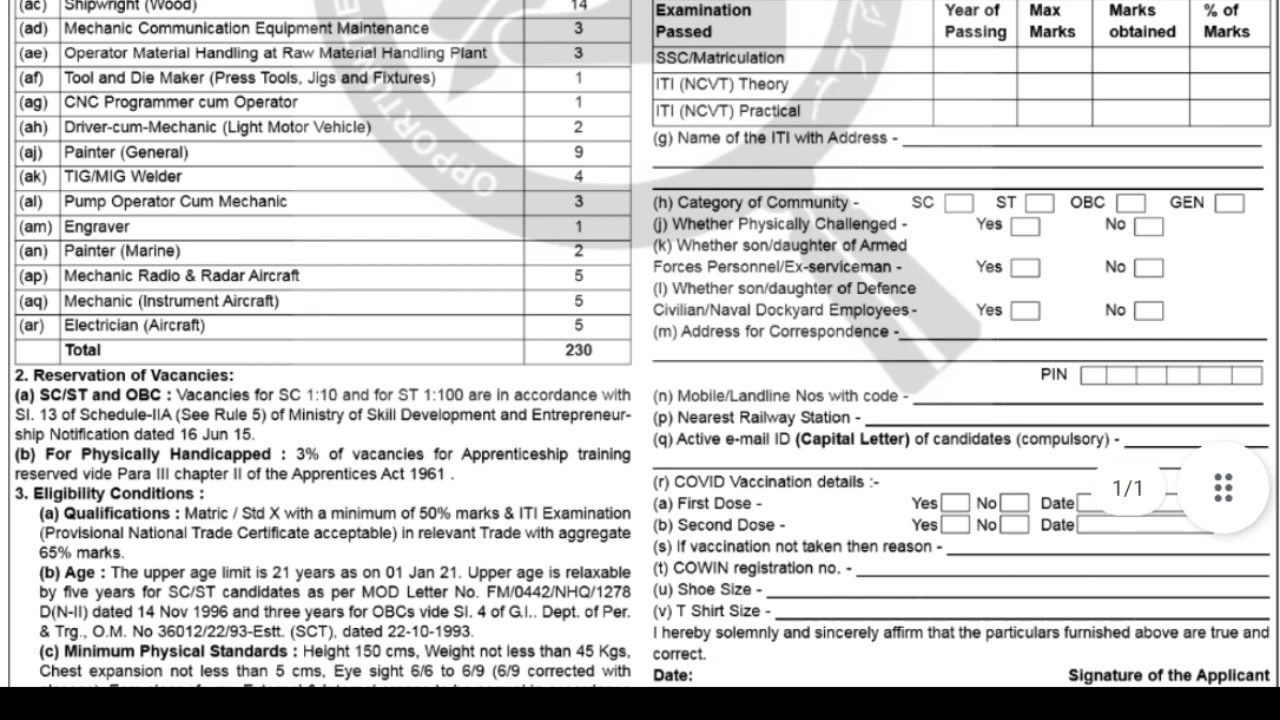 (ac) Shipwright (Wood) 14
(ad) Mechanic Communication Equipment Maintenance 3
(ae) Operator Material Handling at Raw Material Handling Plant 3
(af) Tool and Die Maker (Press Tools, Jigs and Fixtures) 1
(ag) CNC Programmer cum Operator 1
(ah) Driver-cum-Mechanic (Light Motor Vehicle) 2
(aj) Painter (General) 9
(ak) TIG/MIG Welder 4
(al) Pump Operator Cum Mechanic 3
(am) Engraver 1
(an) Painter (Marine) 2
(ap) Mechanic Radio & Radar Aircraft 5
(aq) Mechanic (Instrument Aircraft) 5
(ar) Electrician (Aircraft) 5
Total 230
2. Reservation of Vacancies:
(a) SC/ST and OBC : Vacancies for SC 1:10 and for ST 1:100 are in accordance with
SI. 13 of Schedule-IIA (See Rule 5) of Ministry of Skill Development and Entrepreneur-
ship Notification dated 16 Jun 15.
(b) For Physically Handicapped : 3% of vacancies for Apprenticeship training
reserved vide Para III chapter II of the Apprentices Act 1961 .
3. Eligibility Conditions :
(a) Qualifications : Matric / Std X with a minimum of 50% marks & ITI Examination
(Provisional National Trade Certificate acceptable) in relevant Trade with aggregate
65% marks.
(b) Age : The upper age limit is 21 years as on 01 Jan 21. Upper age is relaxable
by five years for SC/ST candidates as per MOD Letter No. FM/0442/NHQ/1278
D(N-II) dated 14 Nov 1996 and three years for OBCs vide SI. 4 of G.I.. Dept. of Per.
& Trg., O.M. No 36012/22/93-Estt. (SCT), dated 22-10-1993.
(c) Minimum Physical Standards : Height 150 cms, Weight not less than 45 Kgs,
Chest expansion not less than 5 cms, Eye sight 6/6 to 6/9 (6/9 corrected with
OPPORTUN
Examination Passed Year of Passing Max Marks Marks obtained % of Marks
SSC/Matriculation
ITI (NCVT) Theory
ITI (NCVT) Practical
(g) Name of the ITI with Address -
(h) Category of Community - SC ST OBC GEN
(j) Whether Physically Challenged - Yes No
(k) Whether son/daughter of Armed
Forces Personnel/Ex-serviceman - Yes No
(l) Whether son/daughter of Defence
Civilian/Naval Dockyard Employees - Yes No
(m) Address for Correspondence -
PIN
(n) Mobile/Landline Nos with code -
(p) Nearest Railway Station -
(q) Active e-mail ID (Capital Letter) of candidates (compulsory) -
(r) COVID Vaccination details :-
(a) First Dose - Yes No Date
(b) Second Dose - Yes No Date
1/1
(s) If vaccination not taken then reason -
(t) COWIN registration no. -
(u) Shoe Size -
(v) T Shirt Size -
I hereby solemnly and sincerely affirm that the particulars furnished above are true and
correct.
Date: Signature of the Applicant